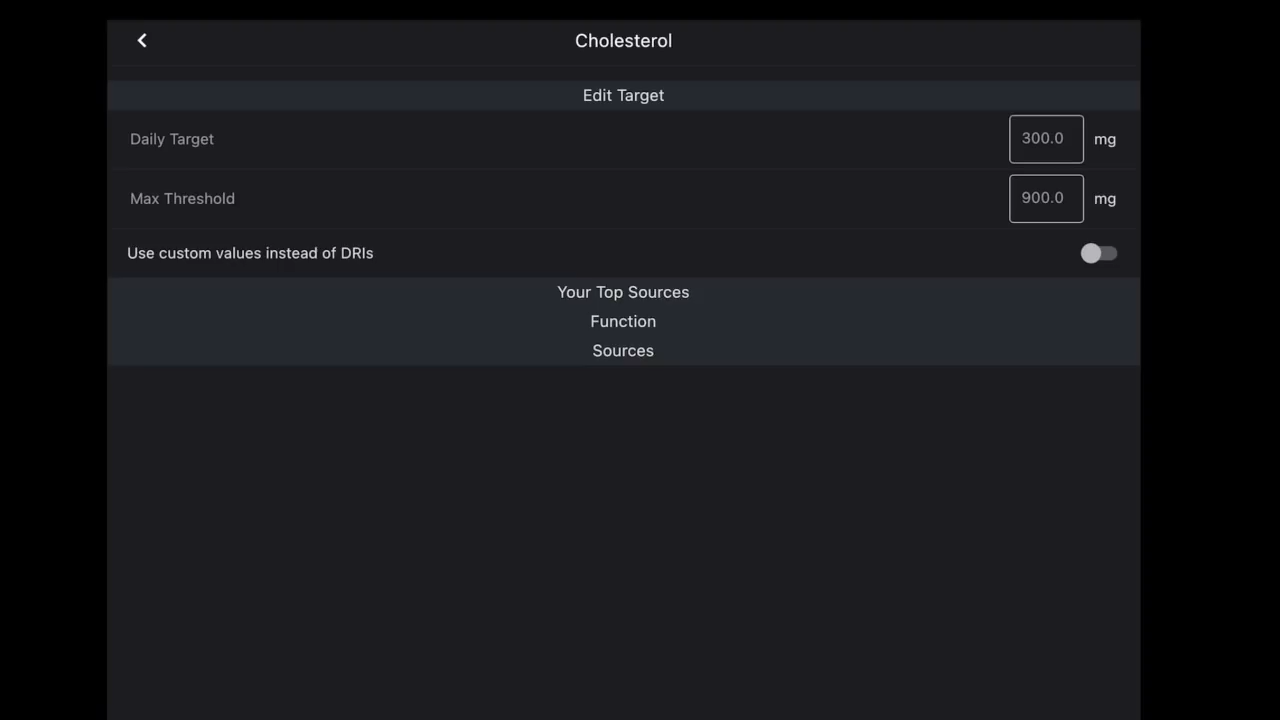 Cholesterol
Edit Target
Daily Target 300.0 mg
Max Threshold 900.0 mg
Use custom values instead of DRIs
Your Top Sources
Function
Sources